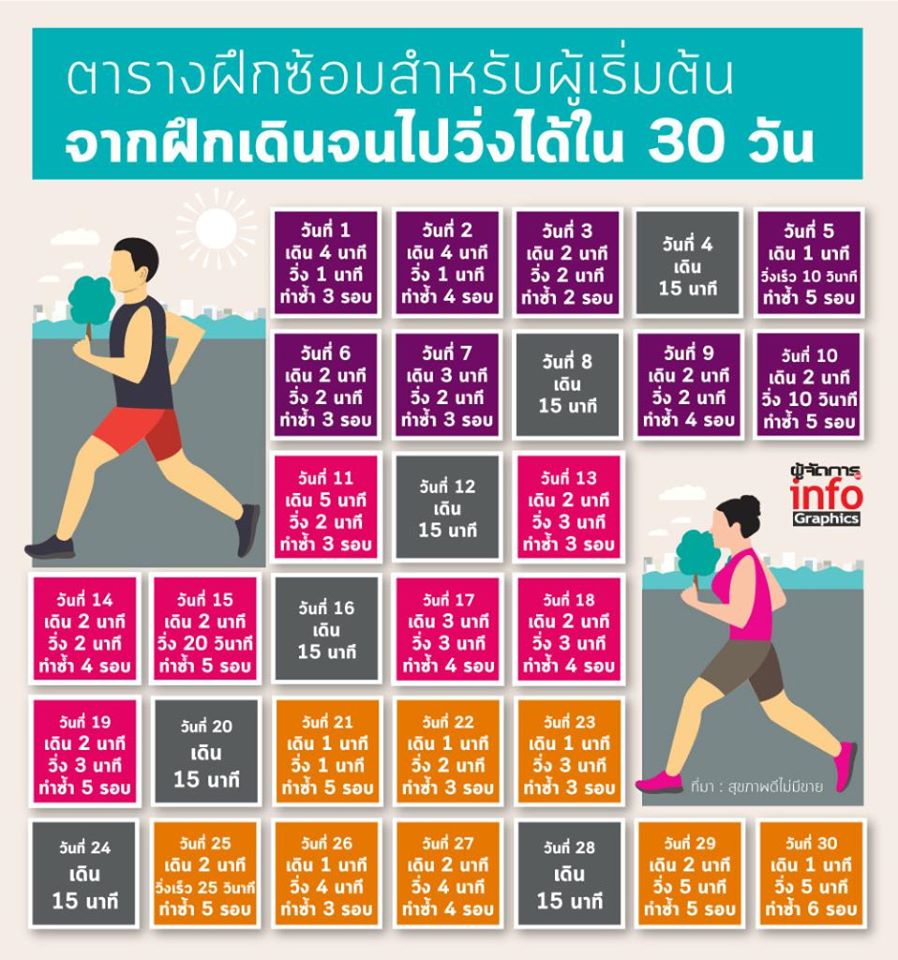 ตารางฝึกซ้อมสำหรับผู้เริ่มต้น
จากฝึกเดินจนไปวิ่งได้ใน 30 วัน
วันที่ 1
เดิน 4 นาที
วิ่ง 1 นาที
ทำซ้ำ 3 รอบ
วันที่ 2
เดิน 4 นาที
วิ่ง 1 นาที
ทำซ้ำ 4 รอบ
วันที่ 3
เดิน 2 นาที
วิ่ง 2 นาที
ทำซ้ำ 2 รอบ
วันที่ 4
เดิน
15 นาที
วันที่ 5
เดิน 1 นาที
วิ่งเร็ว 10 วินาที
ทำซ้ำ 5 รอบ
วันที่ 6
เดิน 2 นาที
วิ่ง 2 นาที
ทำซ้ำ 3 รอบ
วันที่ 7
เดิน 3 นาที
วิ่ง 2 นาที
ทำซ้ำ 3 รอบ
วันที่ 8
เดิน
15 นาที
วันที่ 9
เดิน 2 นาที
วิ่ง 2 นาที
ทำซ้ำ 4 รอบ
วันที่ 10
เดิน 2 นาที
วิ่ง 10 วินาที
ทำซ้ำ 5 รอบ
วันที่ 11
เดิน 5 นาที
วิ่ง 2 นาที
ทำซ้ำ 3 รอบ
วันที่ 12
เดิน
15 นาที
วันที่ 13
เดิน 2 นาที
วิ่ง 3 นาที
ทำซ้ำ 3 รอบ
ผู้จัดการ
info
Graphics
วันที่ 14
เดิน 2 นาที
วิ่ง 2 นาที
ทำซ้ำ 4 รอบ
วันที่ 15
เดิน 2 นาที
วิ่ง 20 วินาที
ทำซ้ำ 5 รอบ
วันที่ 16
เดิน
15 นาที
วันที่ 17
เดิน 3 นาที
วิ่ง 3 นาที
ทำซ้ำ 4 รอบ
วันที่ 18
เดิน 2 นาที
วิ่ง 3 นาที
ทำซ้ำ 4 รอบ
วันที่ 19
เดิน 2 นาที
วิ่ง 3 นาที
ทำซ้ำ 5 รอบ
วันที่ 20
เดิน
15 นาที
วันที่ 21
เดิน 1 นาที
วิ่ง 1 นาที
ทำซ้ำ 5 รอบ
วันที่ 22
เดิน 1 นาที
วิ่ง 2 นาที
ทำซ้ำ 3 รอบ
วันที่ 23
เดิน 1 นาที
วิ่ง 3 นาที
ทำซ้ำ 3 รอบ
ที่มา : สุขภาพดีไม่มีขาย
วันที่ 24
เดิน
15 นาที
วันที่ 25
เดิน 2 นาที
วิ่งเร็ว 25 วินาที
ทำซ้ำ 5 รอบ
วันที่ 26
เดิน 1 นาที
วิ่ง 4 นาที
ทำซ้ำ 3 รอบ
วันที่ 27
เดิน 2 นาที
วิ่ง 4 นาที
ทำซ้ำ 4 รอบ
วันที่ 28
เดิน
15 นาที
วันที่ 29
เดิน 2 นาที
วิ่ง 5 นาที
ทำซ้ำ 5 รอบ
วันที่ 30
เดิน 1 นาที
วิ่ง 5 นาที
ทำซ้ำ 6 รอบ